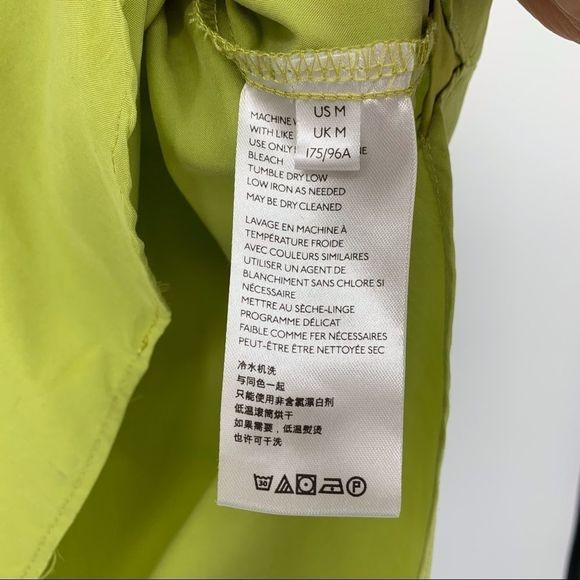 US M
UK M
175/96A
MACHINE
WITH LIKE
USE ONLY
BLEACH
TUMBLE DRY LOW
LOW IRON AS NEEDED
MAY BE DRY CLEANED
LAVAGE EN MACHINE À
TEMPÉRATURE FROIDE
AVEC COULEURS SIMILAIRES
UTILISER UN AGENT DE
BLANCHIMENT SANS CHLORE SI
NÉCESSAIRE
METTRE AU SÈCHE-LINGE
PROGRAMME DÉLICAT
FAIBLE COMME FER NÉCESSAIRES
PEUT-ÊTRE ÊTRE NETTOYÉE SEC
冷水机洗
与同色一起
只能使用非含氯漂白剂
低温滚筒烘干
如果需要，低温熨烫
也许可干洗
30 P